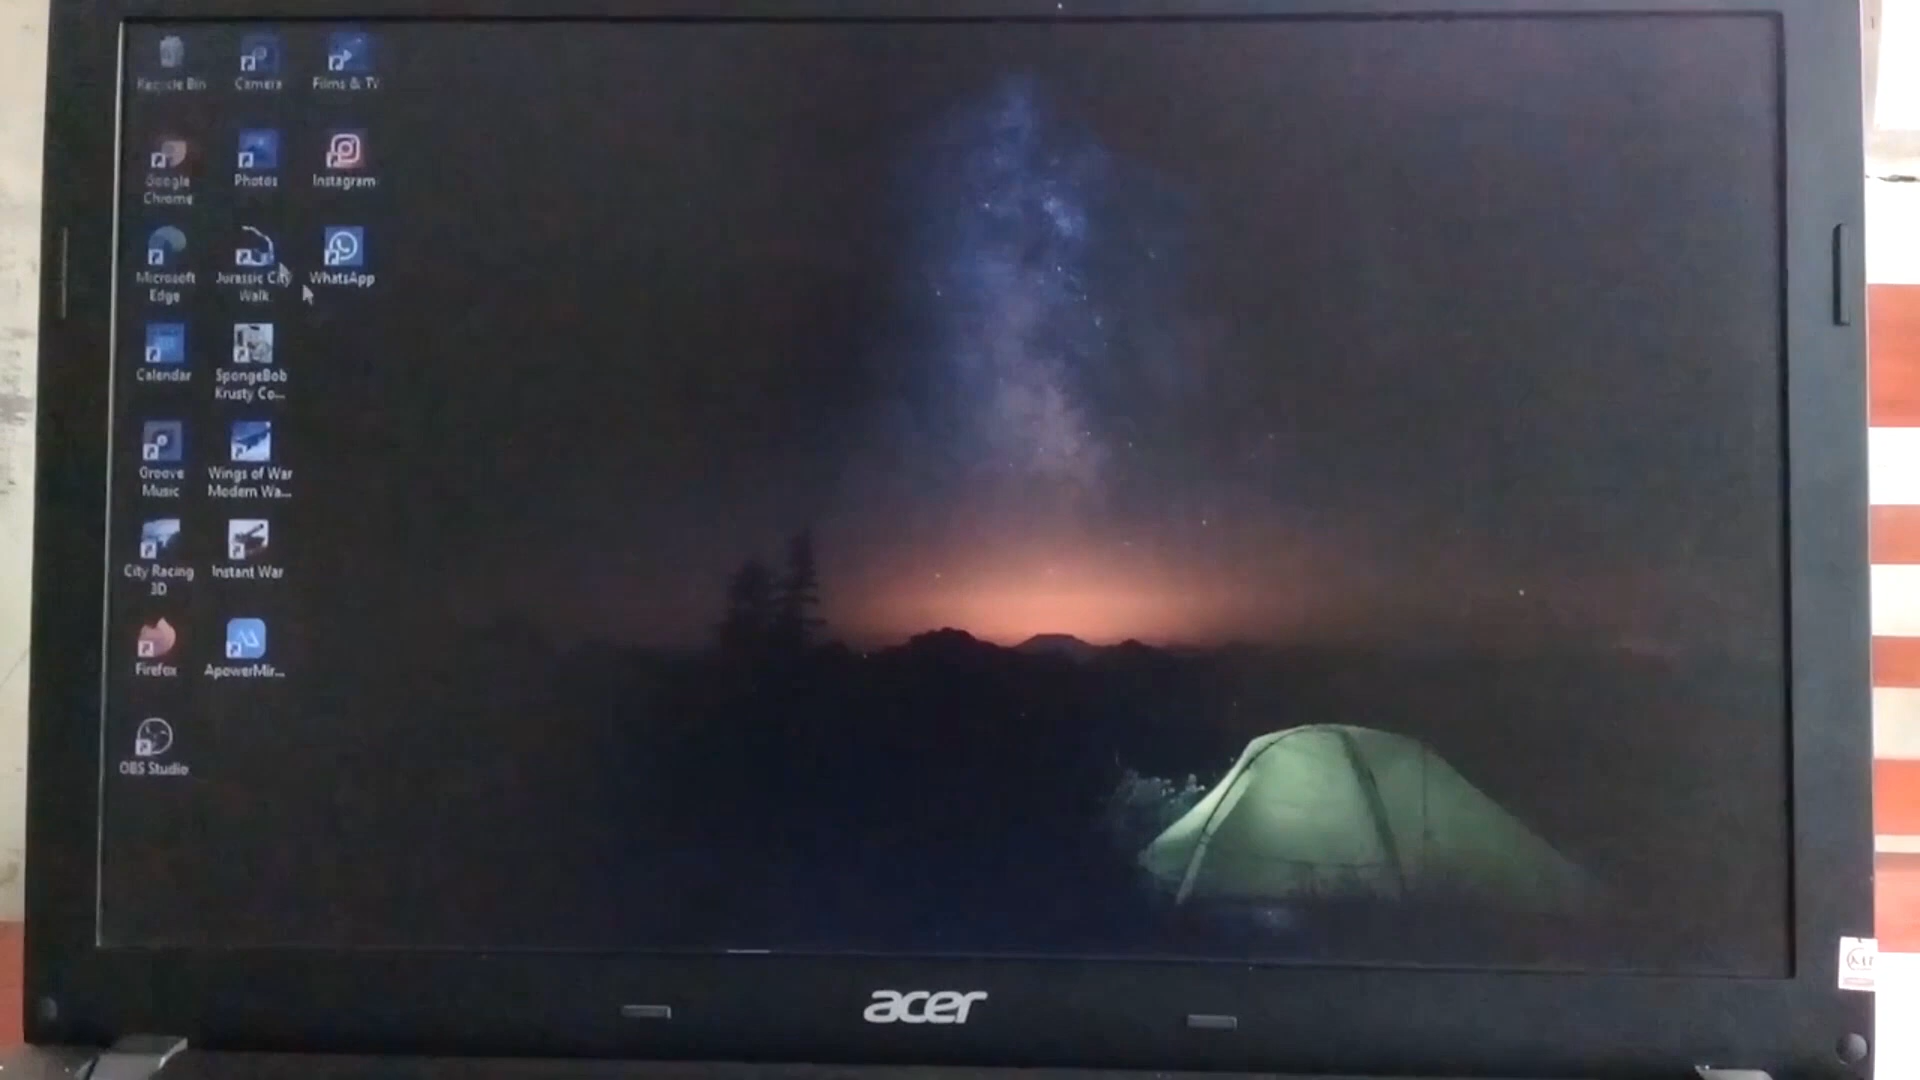 Recycle Bin
Camera
Films & TV
Google
Chrome
Photos
Instagram
Microsoft
Edge
Jurassic City
Walk
WhatsApp
Calendar
SpongeBob
Krusty Co...
Groove
Music
Wings of War
Modern Wa...
City Racing
3D
Instant War
Firefox
ApowerMir...
OBS Studio
acer